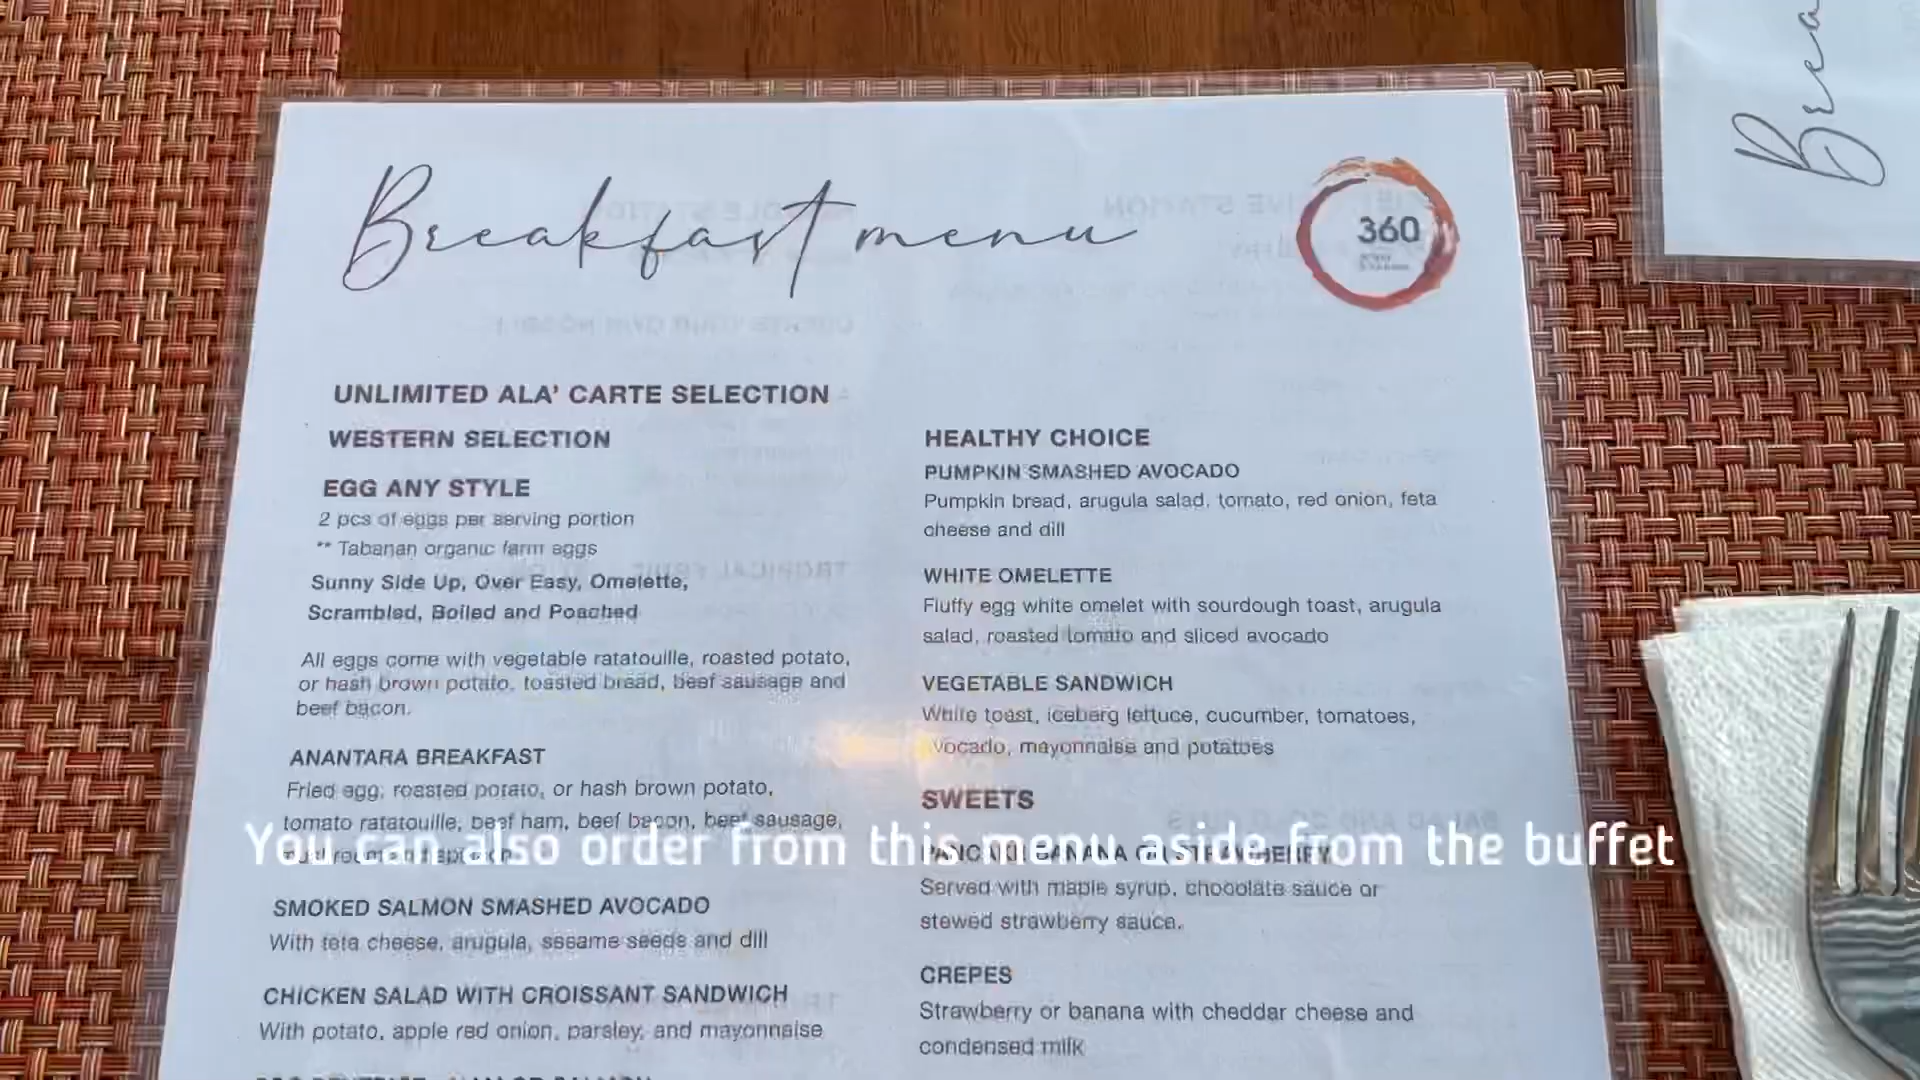 Breakfast menu
360
UNLIMITED ALA' CARTE SELECTION
WESTERN SELECTION
EGG ANY STYLE
2 pcs of eggs per serving portion
** Tabanan organic farm eggs
Sunny Side Up, Over Easy, Omelette,
Scrambled, Boiled and Poached
All eggs come with vegetable ratatouille, roasted potato,
or hash brown potato, toasted bread, beef sausage and
beef bacon.
ANANTARA BREAKFAST
Fried egg, roasted potato, or hash brown potato,
tomato ratatouille, beef ham, beef bacon, beef sausage,
SMOKED SALMON SMASHED AVOCADO
With feta cheese, arugula, sesame seeds and dill
CHICKEN SALAD WITH CROISSANT SANDWICH
With potato, apple red onion, parsley, and mayonnaise
HEALTHY CHOICE
PUMPKIN SMASHED AVOCADO
Pumpkin bread, arugula salad, tomato, red onion, feta
cheese and dill
WHITE OMELETTE
Fluffy egg white omelet with sourdough toast, arugula
salad, roasted tomato and sliced avocado
VEGETABLE SANDWICH
White toast, iceberg lettuce, cucumber, tomatoes,
avocado, mayonnaise and potatoes
SWEETS
PANCAKE BANANA OR STRAWBERRY
Served with maple syrup, chocolate sauce or
stewed strawberry sauce.
CREPES
Strawberry or banana with cheddar cheese and
condensed milk
Brea
You can also order from this menu aside from the buffet